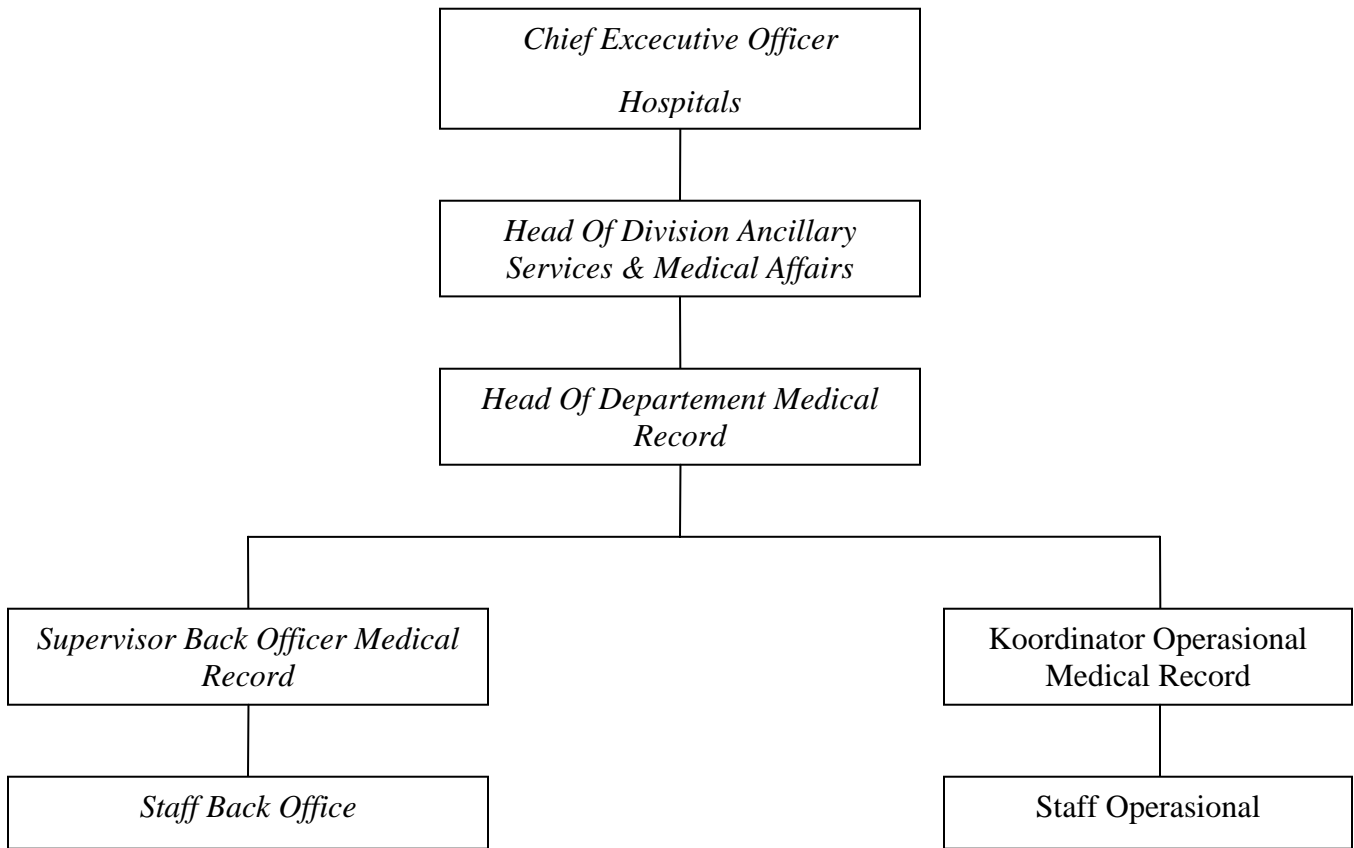 Chief Excecutive Officer
Hospitals
Head Of Division Ancillary
Services & Medical Affairs
Head Of Departement Medical
Record
Supervisor Back Officer Medical
Record
Koordinator Operasional
Medical Record
Staff Back Office
Staff Operasional